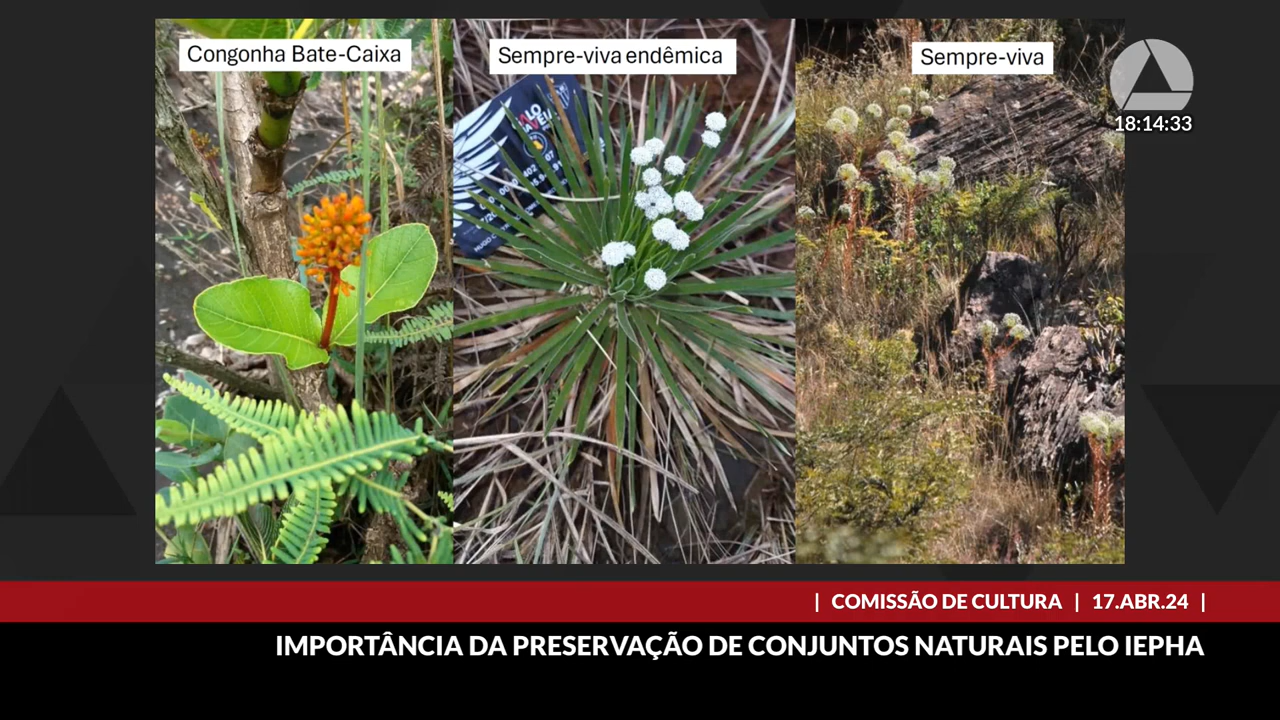 Congonha Bate-Caixa
Sempre-viva endêmica
Sempre-viva
18:14:33
| COMISSÃO DE CULTURA | 17.ABR.24 |
IMPORTÂNCIA DA PRESERVAÇÃO DE CONJUNTOS NATURAIS PELO IEPHA